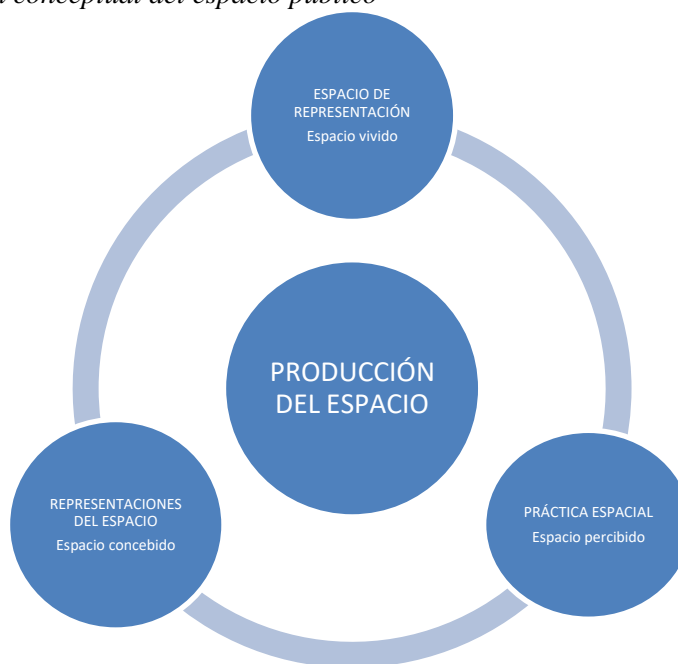 conceptual del espacio público
ESPACIO DE
REPRESENTACIÓN
Espacio vivido
PRODUCCIÓN
DEL ESPACIO
REPRESENTACIONES
DEL ESPACIO
Espacio concebido
PRÁCTICA ESPACIAL
Espacio percibido